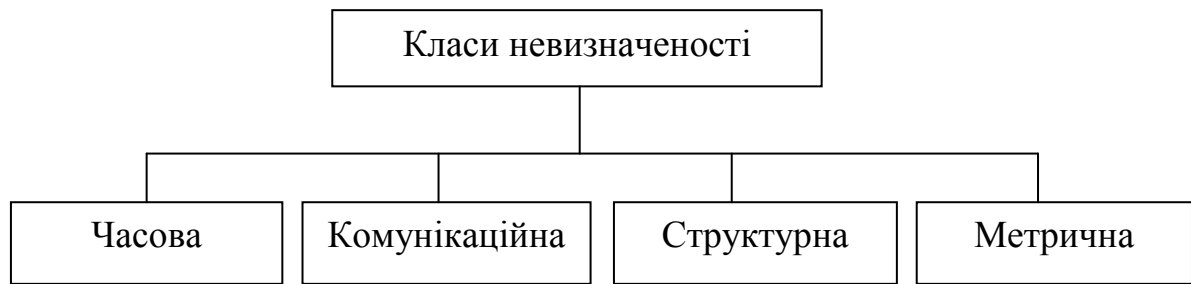 Класи невизначеності
Часова
Комунікаційна
Структурна
Метрична